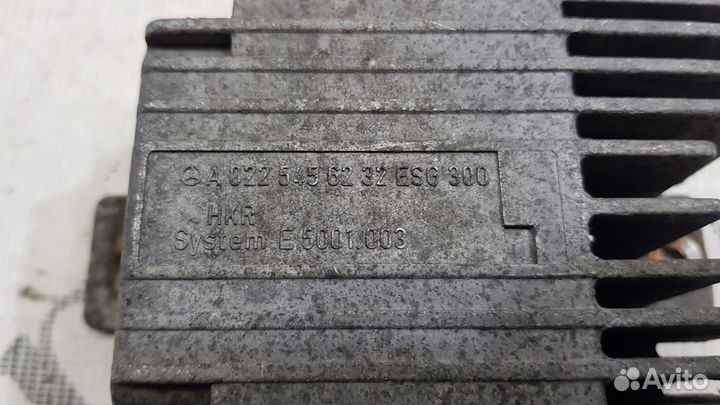 A 022 545 62 32 ESG 300
HKR
System E 5001.003
Avito